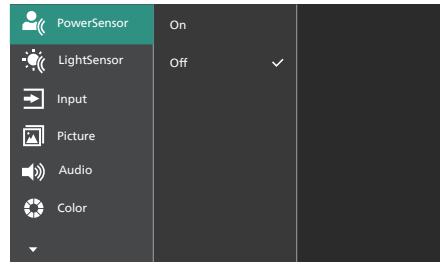 PowerSensor
On
LightSensor
Off
Input
Picture
Audio
Color